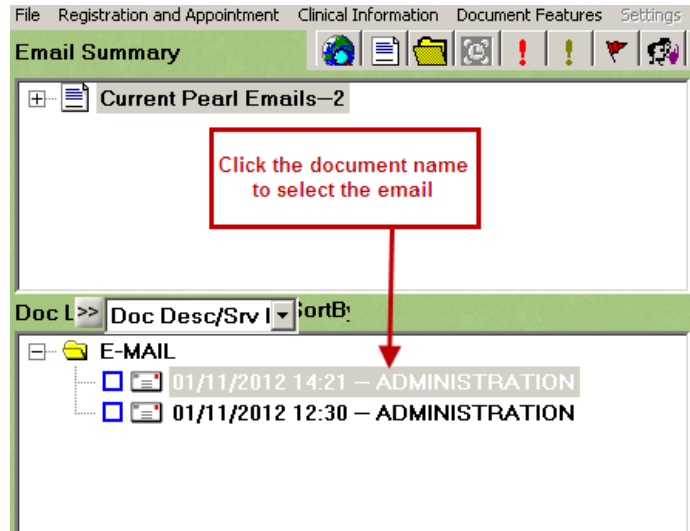 File Registration and Appointment Clinical Information Document Features Settings
Email Summary
Current Pearl Emails—2
Click the document name
to select the email
Doc L >> Doc Desc/Srv I SortBy
E-MAIL
01/11/2012 14:21 — ADMINISTRATION
01/11/2012 12:30 — ADMINISTRATION